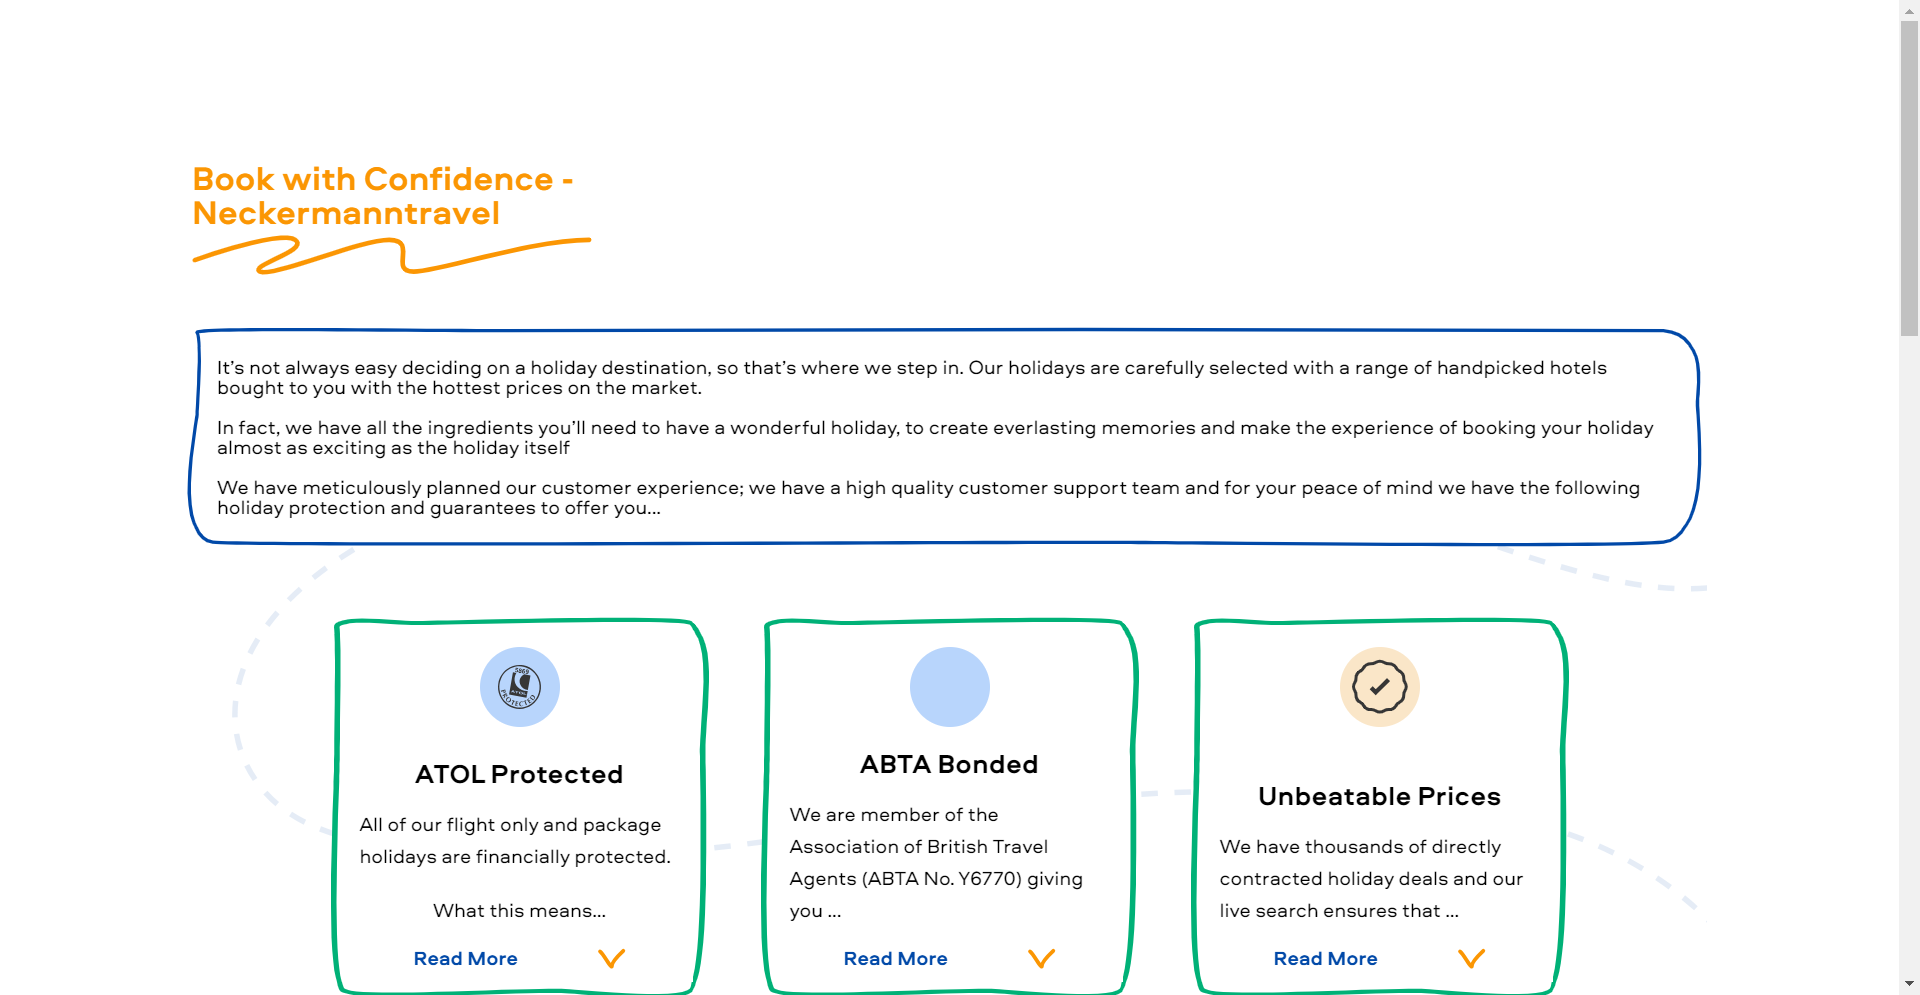 Book with Confidence -
Neckermanntravel
It’s not always easy deciding on a holiday destination, so that’s where we step in. Our holidays are carefully selected with a range of handpicked hotels
bought to you with the hottest prices on the market.
In fact, we have all the ingredients you’ll need to have a wonderful holiday, to create everlasting memories and make the experience of booking your holiday
almost as exciting as the holiday itself
We have meticulously planned our customer experience; we have a high quality customer support team and for your peace of mind we have the following
holiday protection and guarantees to offer you...
5869
ATOL
PROTECTED
ATOL Protected
All of our flight only and package
holidays are financially protected.
What this means...
Read More
ABTA Bonded
We are member of the
Association of British Travel
Agents (ABTA No. Y6770) giving
you ...
Read More
Unbeatable Prices
We have thousands of directly
contracted holiday deals and our
live search ensures that ...
Read More